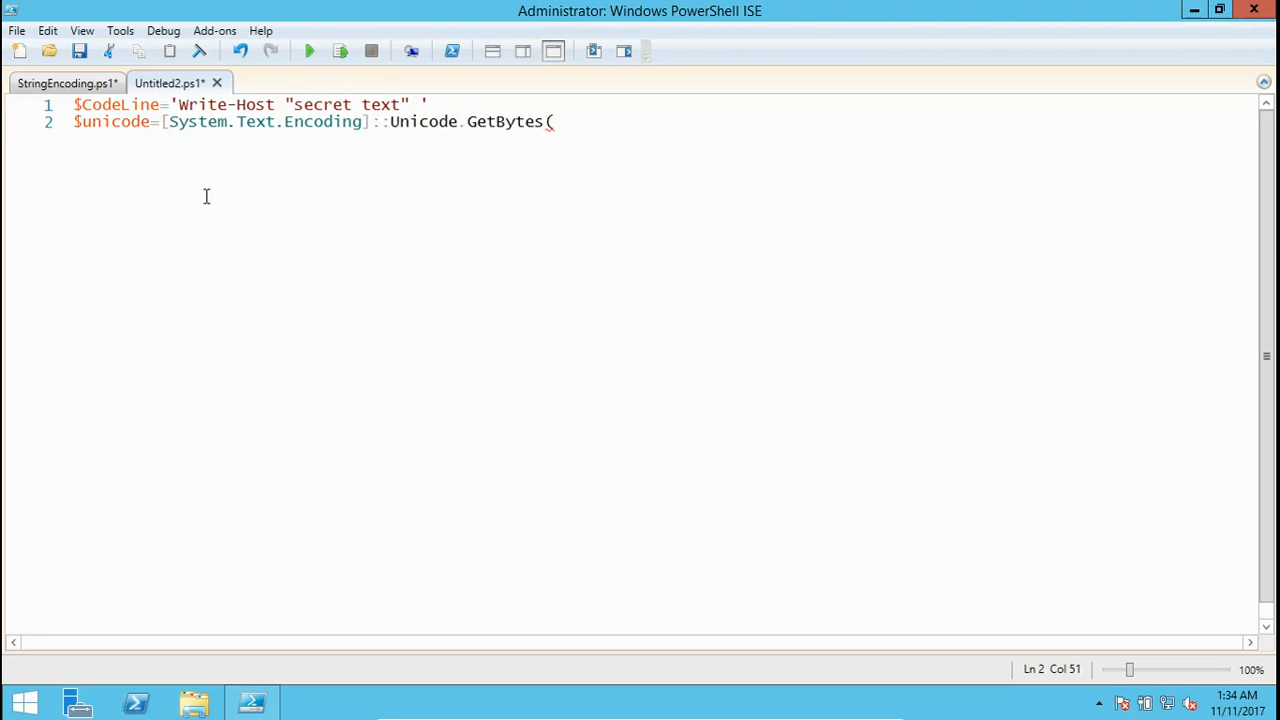 Administrator: Windows PowerShell ISE
File Edit View Tools Debug Add-ons Help
StringEncoding.ps1* Untitled2.ps1*
1 $CodeLine='Write-Host "secret text" '
2 $unicode=[System.Text.Encoding]::Unicode.GetBytes(
Ln 2 Col 51 100%
1:34 AM
11/11/2017